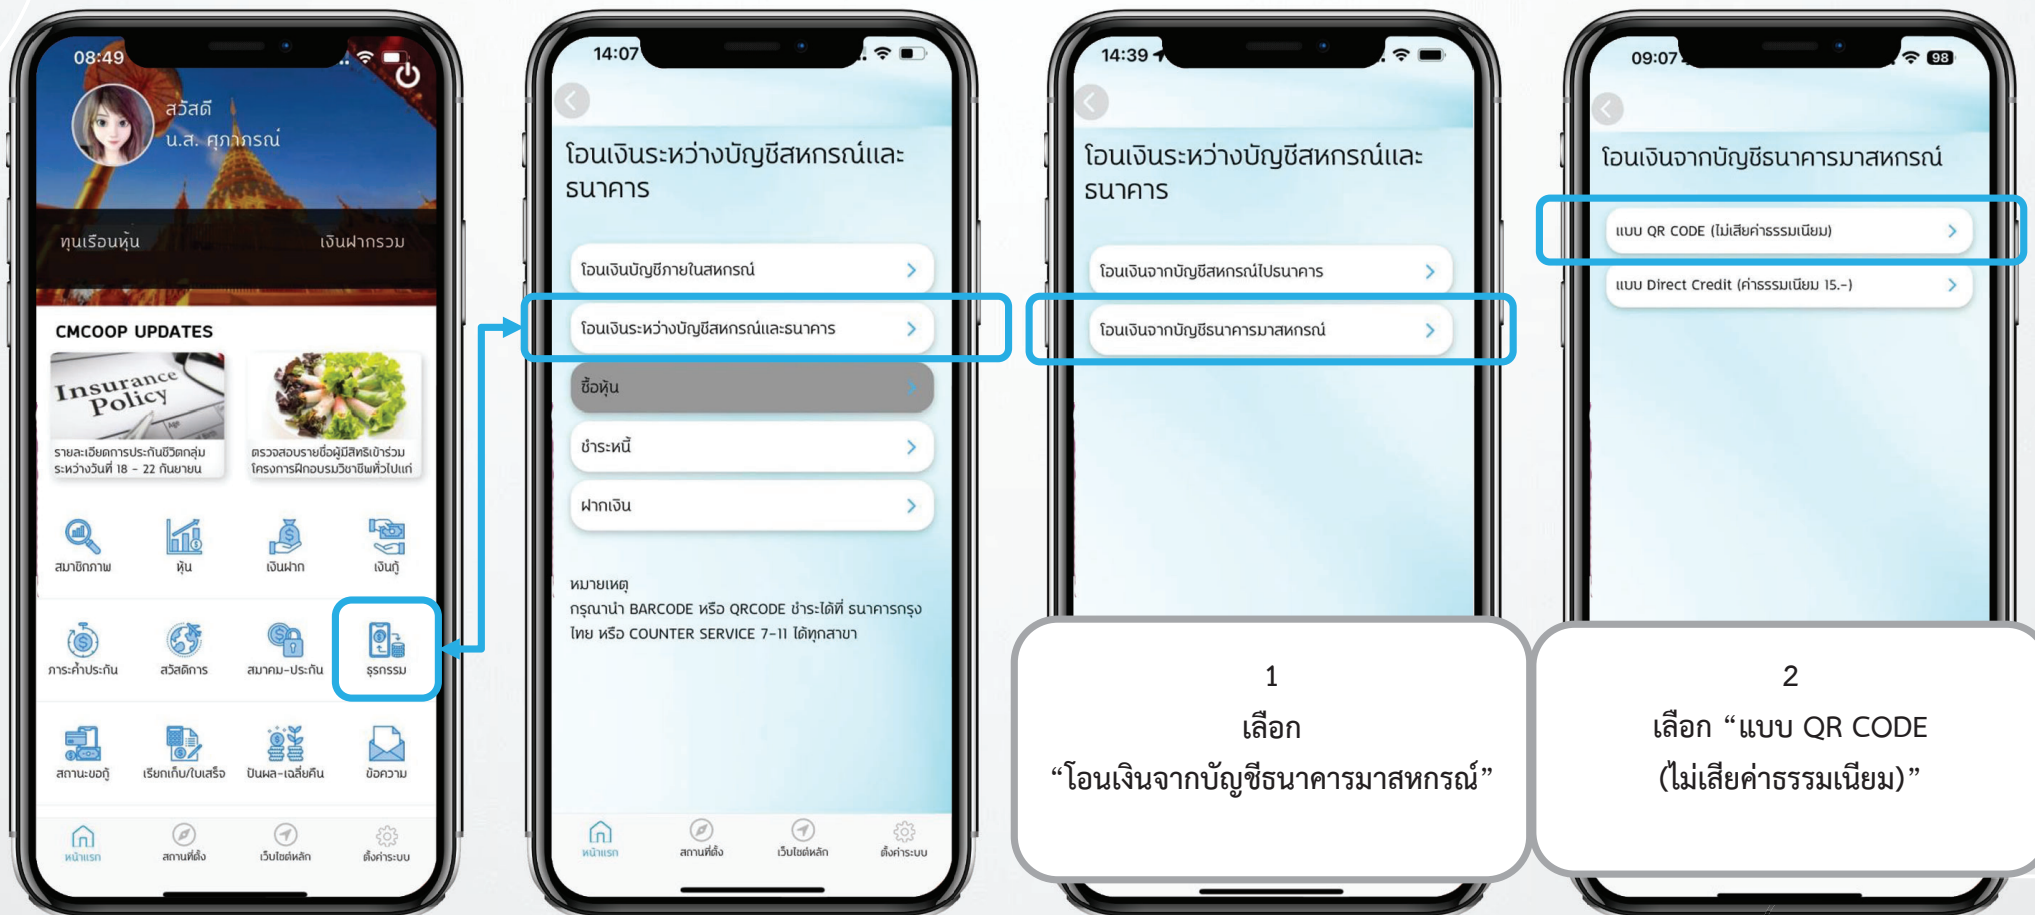 08:49
สวัสดี
น.ส. ศุภาภรณ์
ทุนเรือนหุ้น
เงินฝากรวม
CMCOOP UPDATES
Insurance
Policy
รายละเอียดการประกันชีวิตกลุ่ม
ระหว่างวันที่ 18 - 22 กันยายน
ตรวจสอบรายชื่อผู้มีสิทธิเข้าร่วม
โครงการฝึกอบรมวิชาชีพทั่วไปแก่
สมาชิกภาพ
หุ้น
เงินฝาก
เงินกู้
ภาระค้ำประกัน
สวัสดิการ
สมาคม-ประกัน
ธุรกรรม
สถานะขอกู้
เรียกเก็บ/ใบเสร็จ
ปันผล-เฉลี่ยคืน
ข้อความ
หน้าแรก
สถานที่ตั้ง
เว็บไซต์หลัก
ตั้งค่าระบบ
14:07
โอนเงินระหว่างบัญชีสหกรณ์และ
ธนาคาร
โอนเงินบัญชีภายในสหกรณ์
โอนเงินระหว่างบัญชีสหกรณ์และธนาคาร
ซื้อหุ้น
ชำระหนี้
ฝากเงิน
หมายเหตุ
กรุณานำ BARCODE หรือ QRCODE ชำระได้ที่ ธนาคารกรุง
ไทย หรือ COUNTER SERVICE 7-11 ได้ทุกสาขา
หน้าแรก
สถานที่ตั้ง
เว็บไซต์หลัก
ตั้งค่าระบบ
14:39
โอนเงินระหว่างบัญชีสหกรณ์และ
ธนาคาร
โอนเงินจากบัญชีสหกรณ์ไปธนาคาร
โอนเงินจากบัญชีธนาคารมาสหกรณ์
1
เลือก
“โอนเงินจากบัญชีธนาคารมาสหกรณ์”
09:07
98
โอนเงินจากบัญชีธนาคารมาสหกรณ์
แบบ QR CODE (ไม่เสียค่าธรรมเนียม)
แบบ Direct Credit (ค่าธรรมเนียม 15.-)
2
เลือก “แบบ QR CODE
(ไม่เสียค่าธรรมเนียม)”